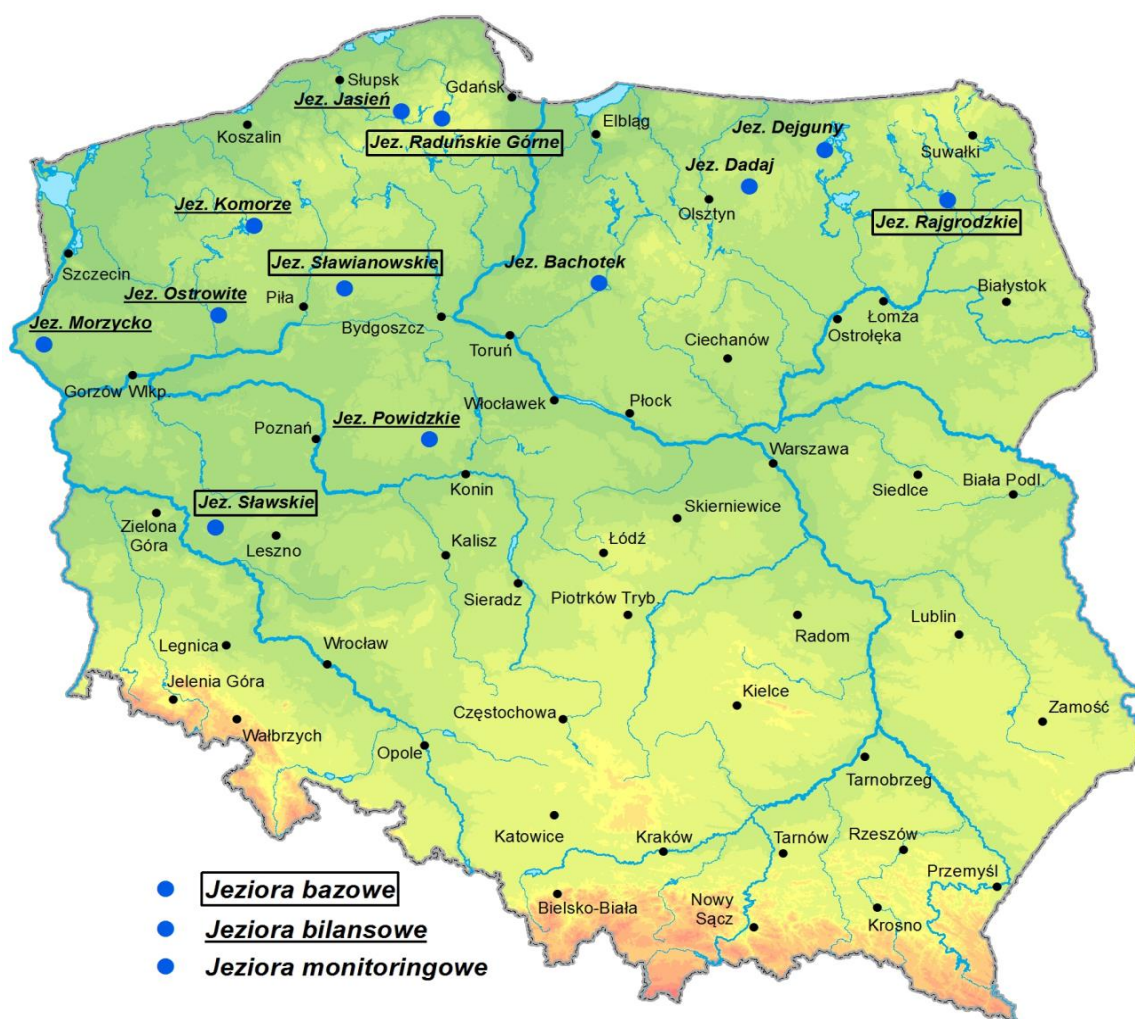 Słupsk
Jez. Jasień
Gdańsk
Koszalin
Jez. Raduńskie Górne
Elbląg
Jez. Dejguny
Suwałki
Jez. Dadaj
Olsztyn
Jez. Rajgrodzkie
Jez. Komorze
Szczecin
Jez. Sławianowskie
Jez. Bachotek
Jez. Ostrowite
Piła
Białystok
Jez. Morzycko
Bydgoszcz
Toruń
Łomża
Ostrołęka
Ciechanów
Gorzów Wlkp.
Włocławek
Płock
Poznań
Jez. Powidzkie
Warszawa
Konin
Siedlce
Biała Podl.
Jez. Sławskie
Skierniewice
Zielona
Góra
Leszno
Kalisz
Łódź
Sieradz
Piotrków Tryb.
Radom
Lublin
Legnica
Wrocław
Jelenia Góra
Kielce
Częstochowa
Zamość
Wałbrzych
Opole
Tarnobrzeg
Katowice
Kraków
Tarnów
Rzeszów
Przemyśl
Jeziora bazowe
Bielsko-Biała
Nowy
Sącz
Krosno
Jeziora bilansowe
Jeziora monitoringowe